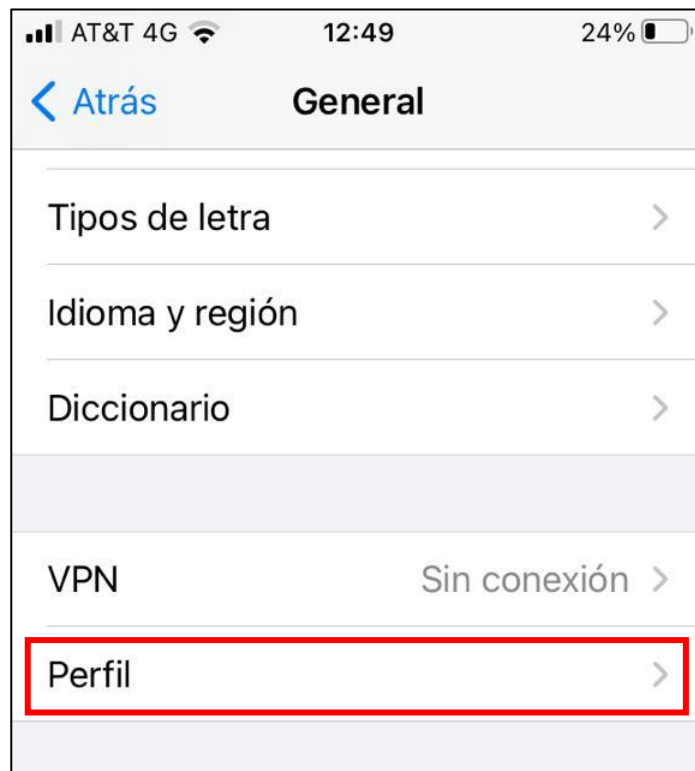 AT&T 4G 12:49 24%
Atrás General
Tipos de letra
Idioma y región
Diccionario
VPN Sin conexión
Perfil